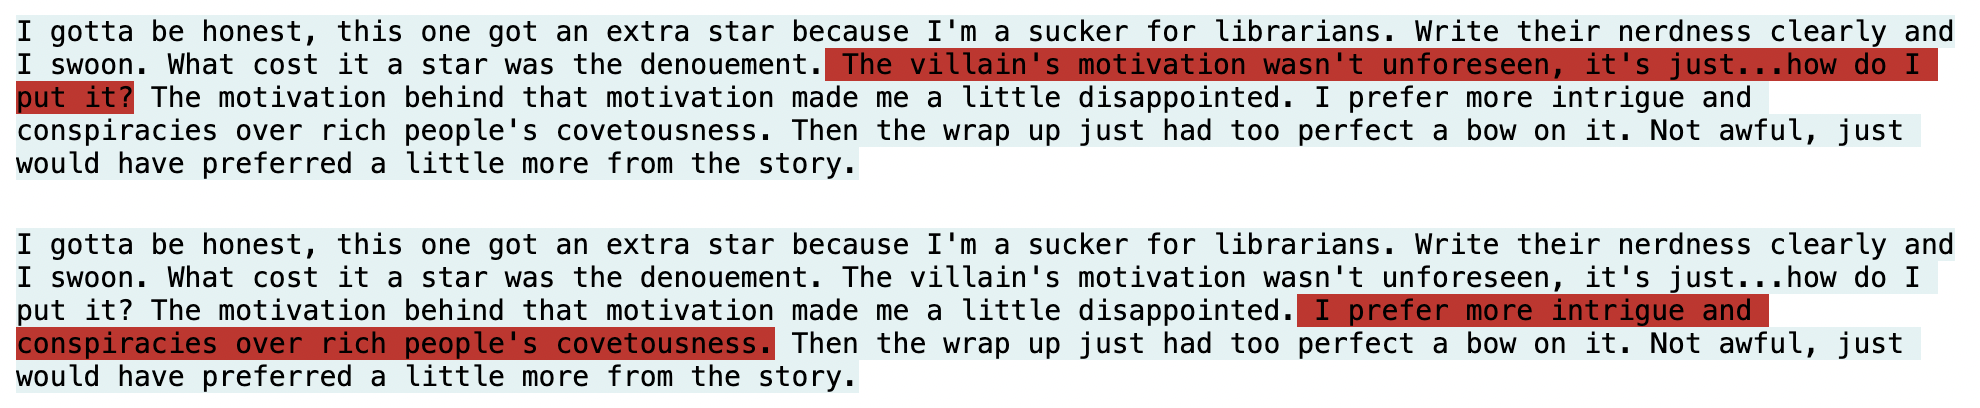 I gotta be honest, this one got an extra star because I'm a sucker for librarians. Write their nerdness clearly and
I swoon. What cost it a star was the denouement. The villain's motivation wasn't unforeseen, it's just...how do I
put it? The motivation behind that motivation made me a little disappointed. I prefer more intrigue and
conspiracies over rich people's covetousness. Then the wrap up just had too perfect a bow on it. Not awful, just
would have preferred a little more from the story.
I gotta be honest, this one got an extra star because I'm a sucker for librarians. Write their nerdness clearly and
I swoon. What cost it a star was the denouement. The villain's motivation wasn't unforeseen, it's just...how do I
put it? The motivation behind that motivation made me a little disappointed. I prefer more intrigue and
conspiracies over rich people's covetousness. Then the wrap up just had too perfect a bow on it. Not awful, just
would have preferred a little more from the story.